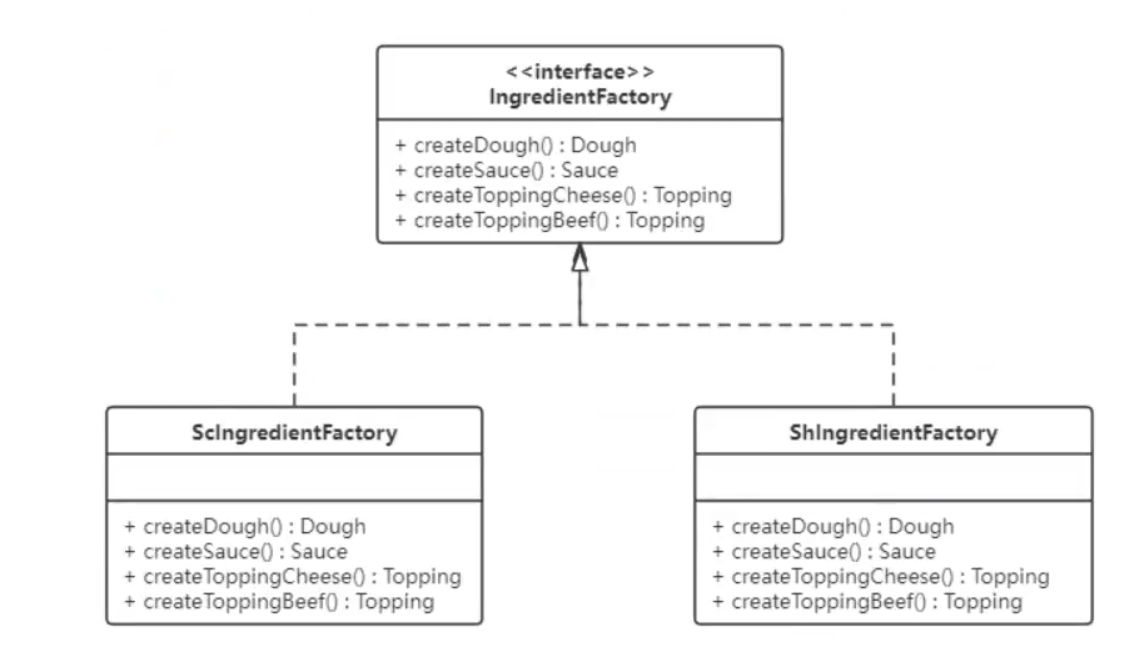 <<interface>>
IngredientFactory
+ createDough() : Dough
+ createSauce() : Sauce
+ createToppingCheese() : Topping
+ createToppingBeef() : Topping
ScIngredientFactory
+ createDough() : Dough
+ createSauce() : Sauce
+ createToppingCheese() : Topping
+ createToppingBeef() : Topping
ShIngredientFactory
+ createDough() : Dough
+ createSauce() : Sauce
+ createToppingCheese() : Topping
+ createToppingBeef() : Topping